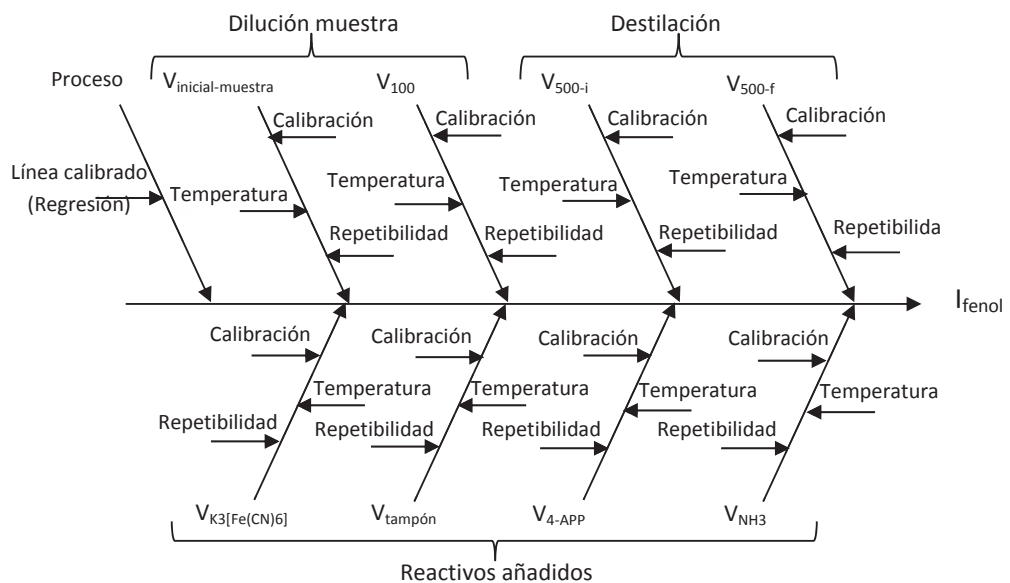 Dilución muestra
Destilación
Proceso
Vinicial-muestra
V100
V500-i
V500-f
Calibración
Calibración
Calibración
Calibración
Línea calibrado
(Regresión)
Temperatura
Temperatura
Temperatura
Temperatura
Repetibilidad
Repetibilidad
Repetibilidad
Repetibilida
Ifenol
Calibración
Calibración
Calibración
Calibración
Temperatura
Temperatura
Temperatura
Temperatura
Repetibilidad
Repetibilidad
Repetibilidad
Repetibilidad
VK3[Fe(CN)6]
Vtampón
V4-APP
VNH3
Reactivos añadidos